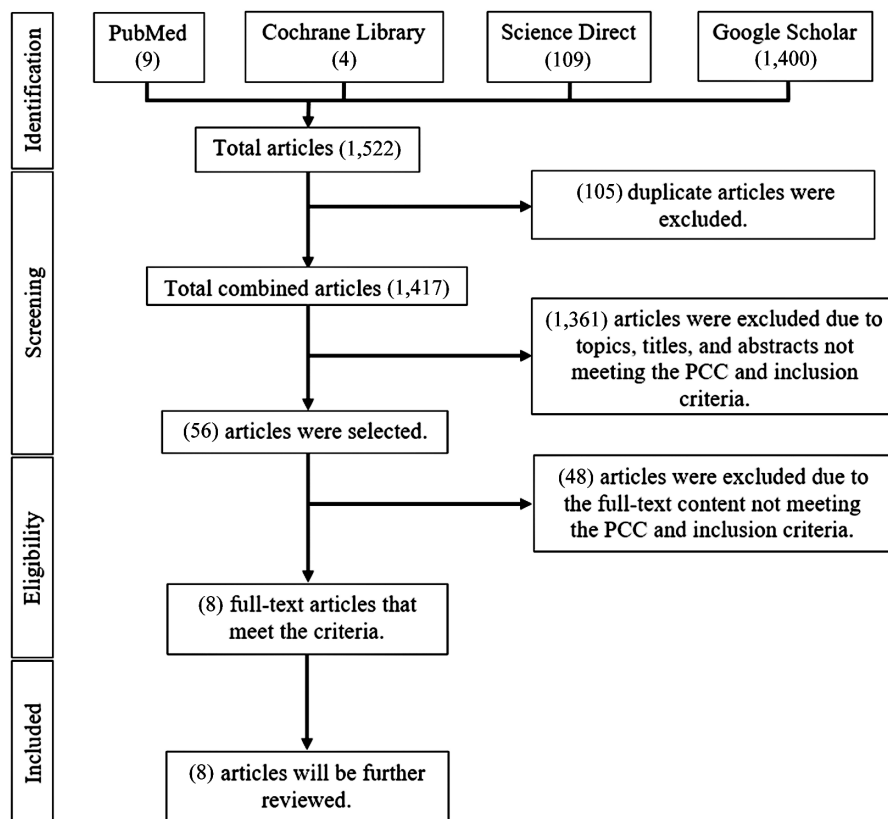 PubMed
(9)
Cochrane Library
(4)
Science Direct
(109)
Google Scholar
(1,400)
Identification
Total articles (1,522)
(105) duplicate articles were
excluded.
Screening
Total combined articles (1,417)
(1,361) articles were excluded due to
topics, titles, and abstracts not
meeting the PCC and inclusion
criteria.
(56) articles were selected.
Eligibility
(48) articles were excluded due to
the full-text content not meeting
the PCC and inclusion criteria.
(8) full-text articles that
meet the criteria.
Included
(8) articles will be further
reviewed.